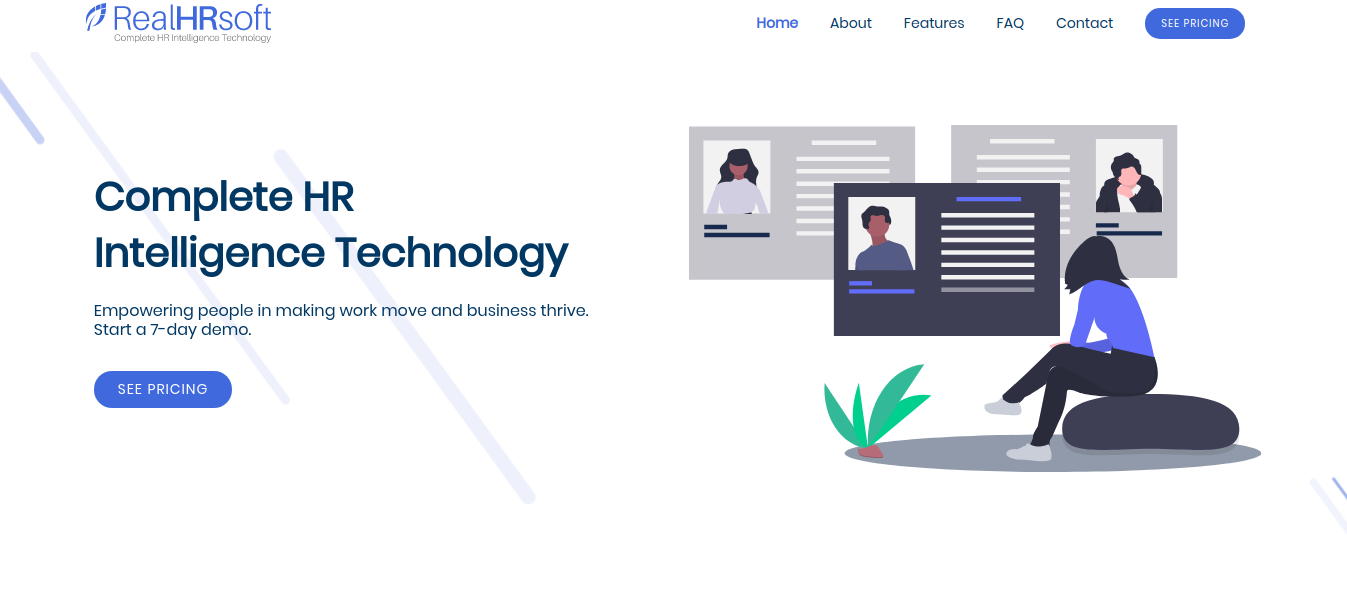 RealHRsoft
Complete HR Intelligence Technology
Home
About
Features
FAQ
Contact
SEE PRICING
Complete HR
Intelligence Technology
Empowering people in making work move and business thrive.
Start a 7-day demo.
SEE PRICING